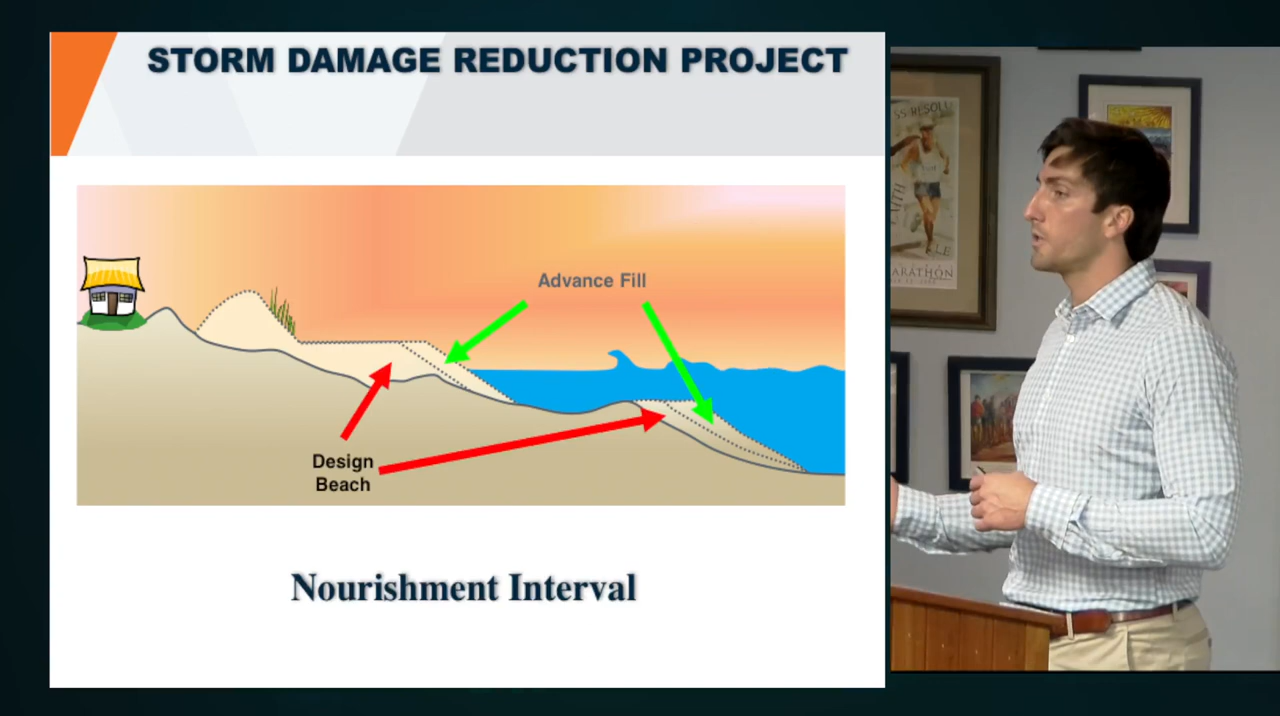 STORM DAMAGE REDUCTION PROJECT
Advance Fill
Design
Beach
Nourishment Interval